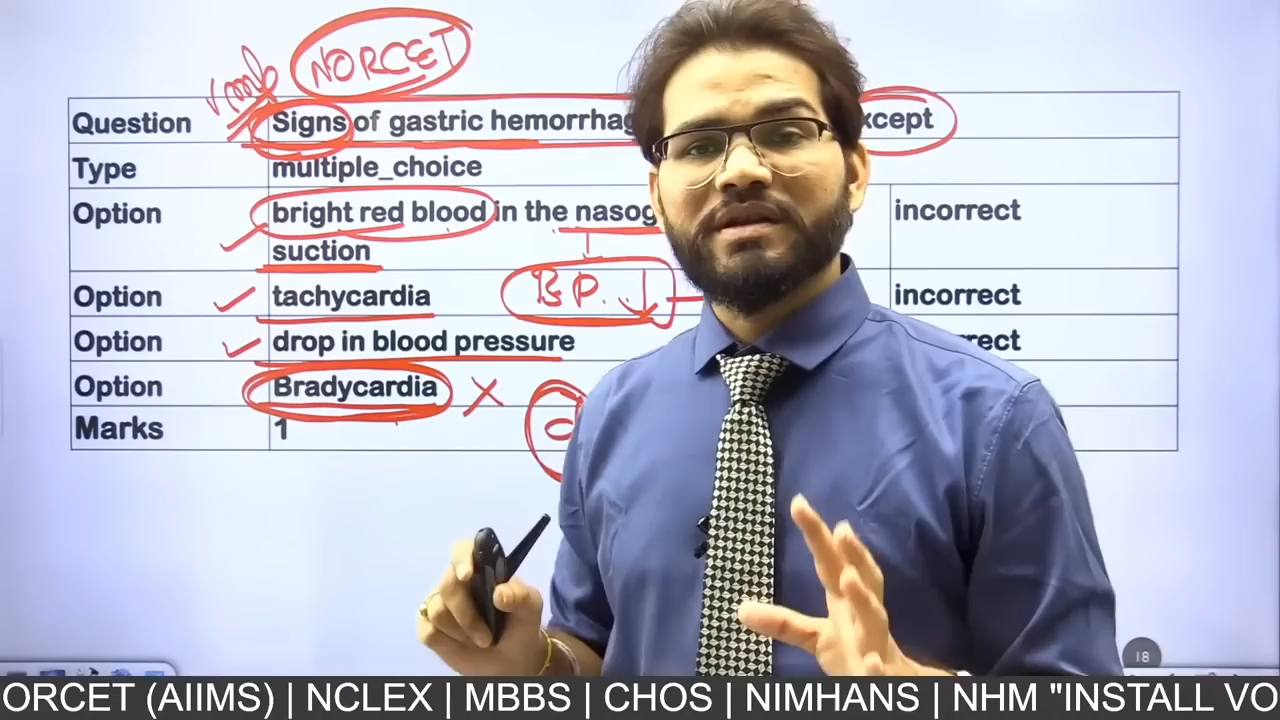 NORCET
vvimp
Question Signs of gastric hemorrhag xcept
Type multiple_choice
Option bright red blood in the nasog incorrect
suction
B.P. ↓
Option tachycardia incorrect
Option drop in blood pressure rrect
Option Bradycardia X
Marks 1
18
ORCET (AIIMS) | NCLEX | MBBS | CHOS | NIMHANS | NHM "INSTALL VO